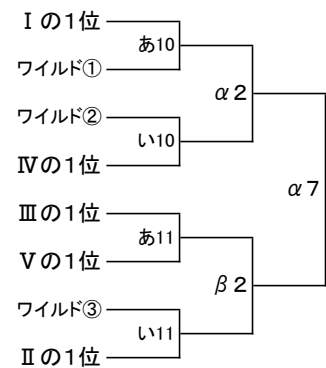 Ⅰの1位
あ10
ワイルド①
α2
ワイルド②
い10
Ⅳの1位
α7
Ⅲの1位
あ11
Ⅴの1位
β2
ワイルド③
い11
Ⅱの1位